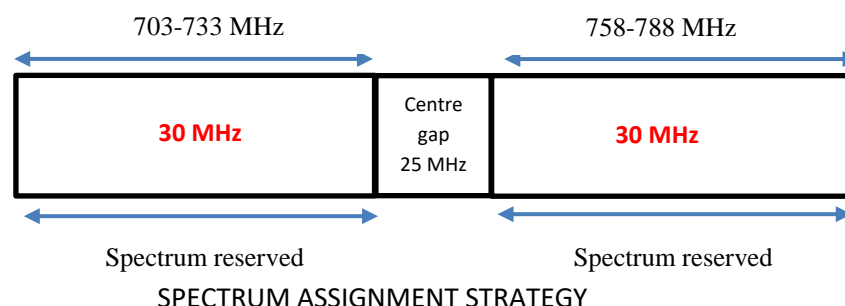 703-733 MHz 758-788 MHz
30 MHz
Centre
gap
25 MHz
30 MHz
Spectrum reserved Spectrum reserved
SPECTRUM ASSIGNMENT STRATEGY